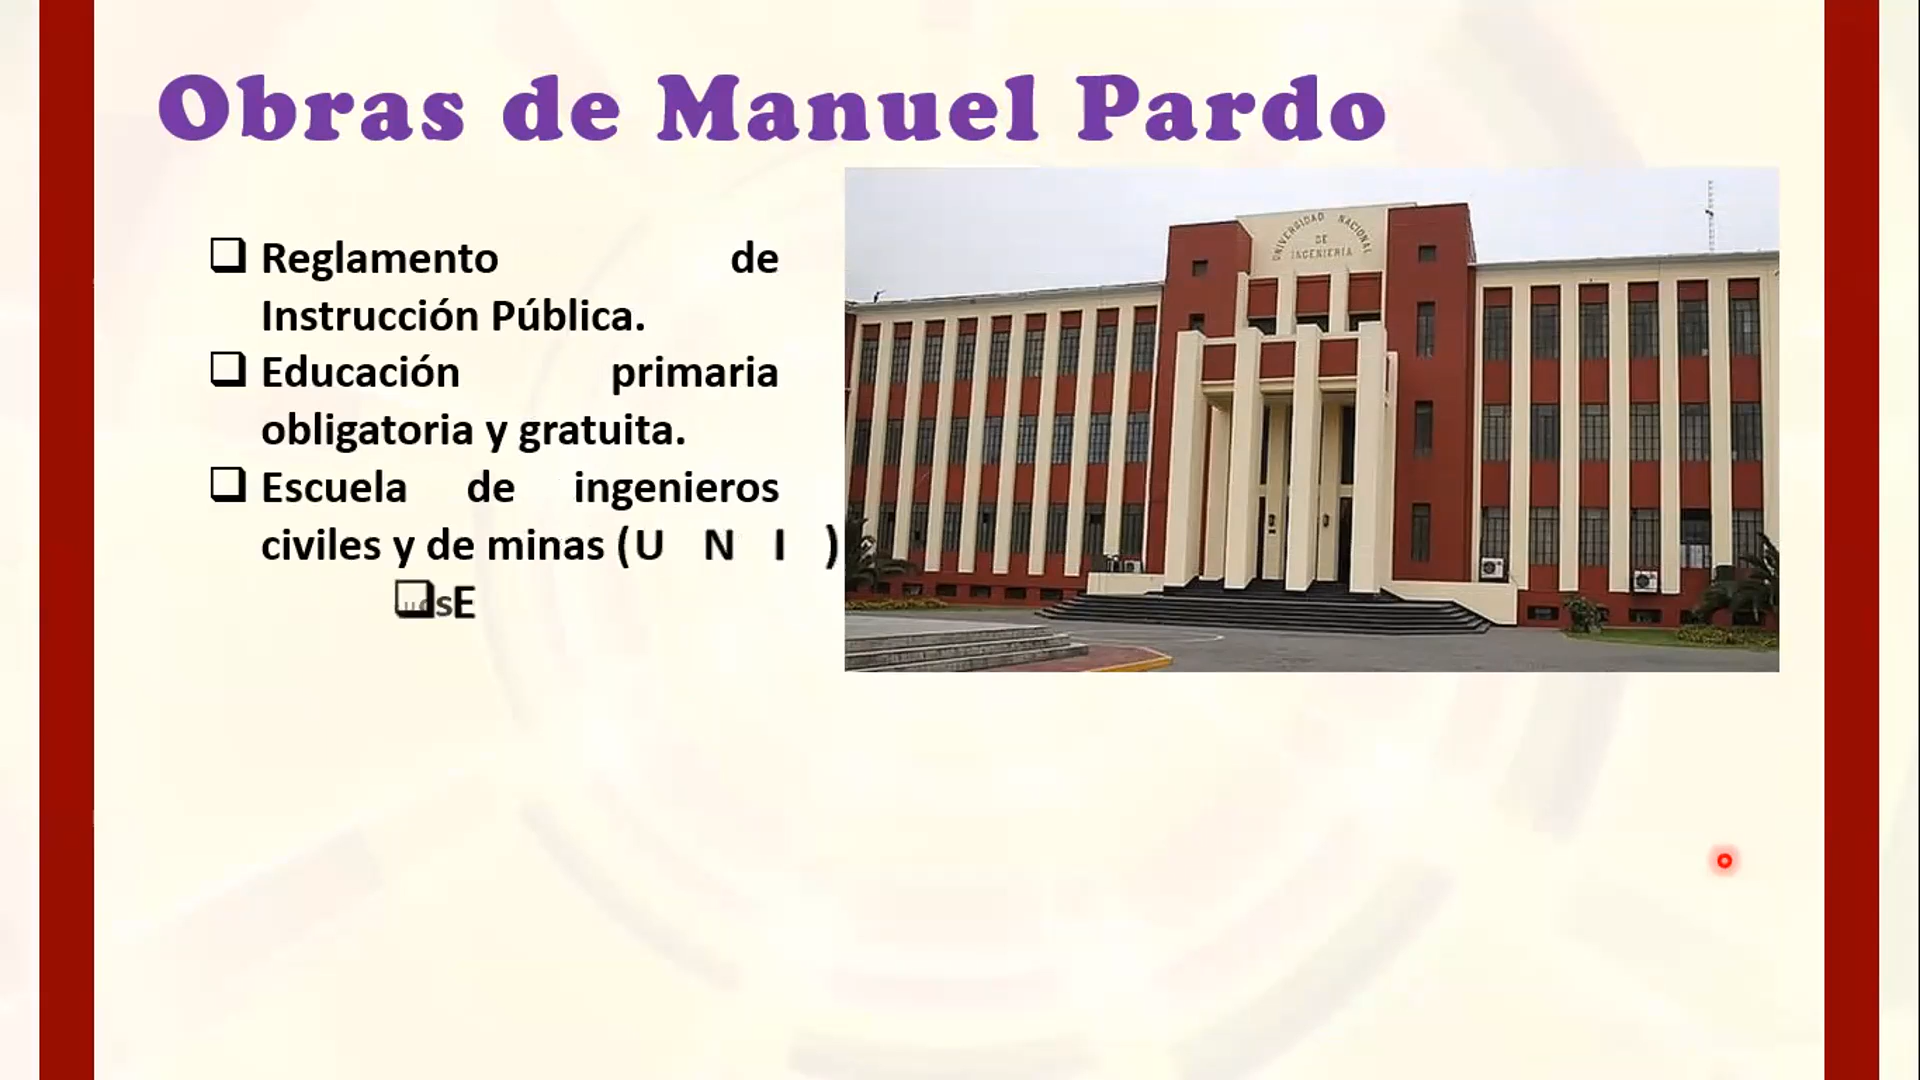 Obras de Manuel Pardo
❑ Reglamento de
Instrucción Pública.
❑ Educación primaria
obligatoria y gratuita.
❑ Escuela de ingenieros
civiles y de minas (U N I )
UNIVERSIDAD NACIONAL
DE
INGENIERIA